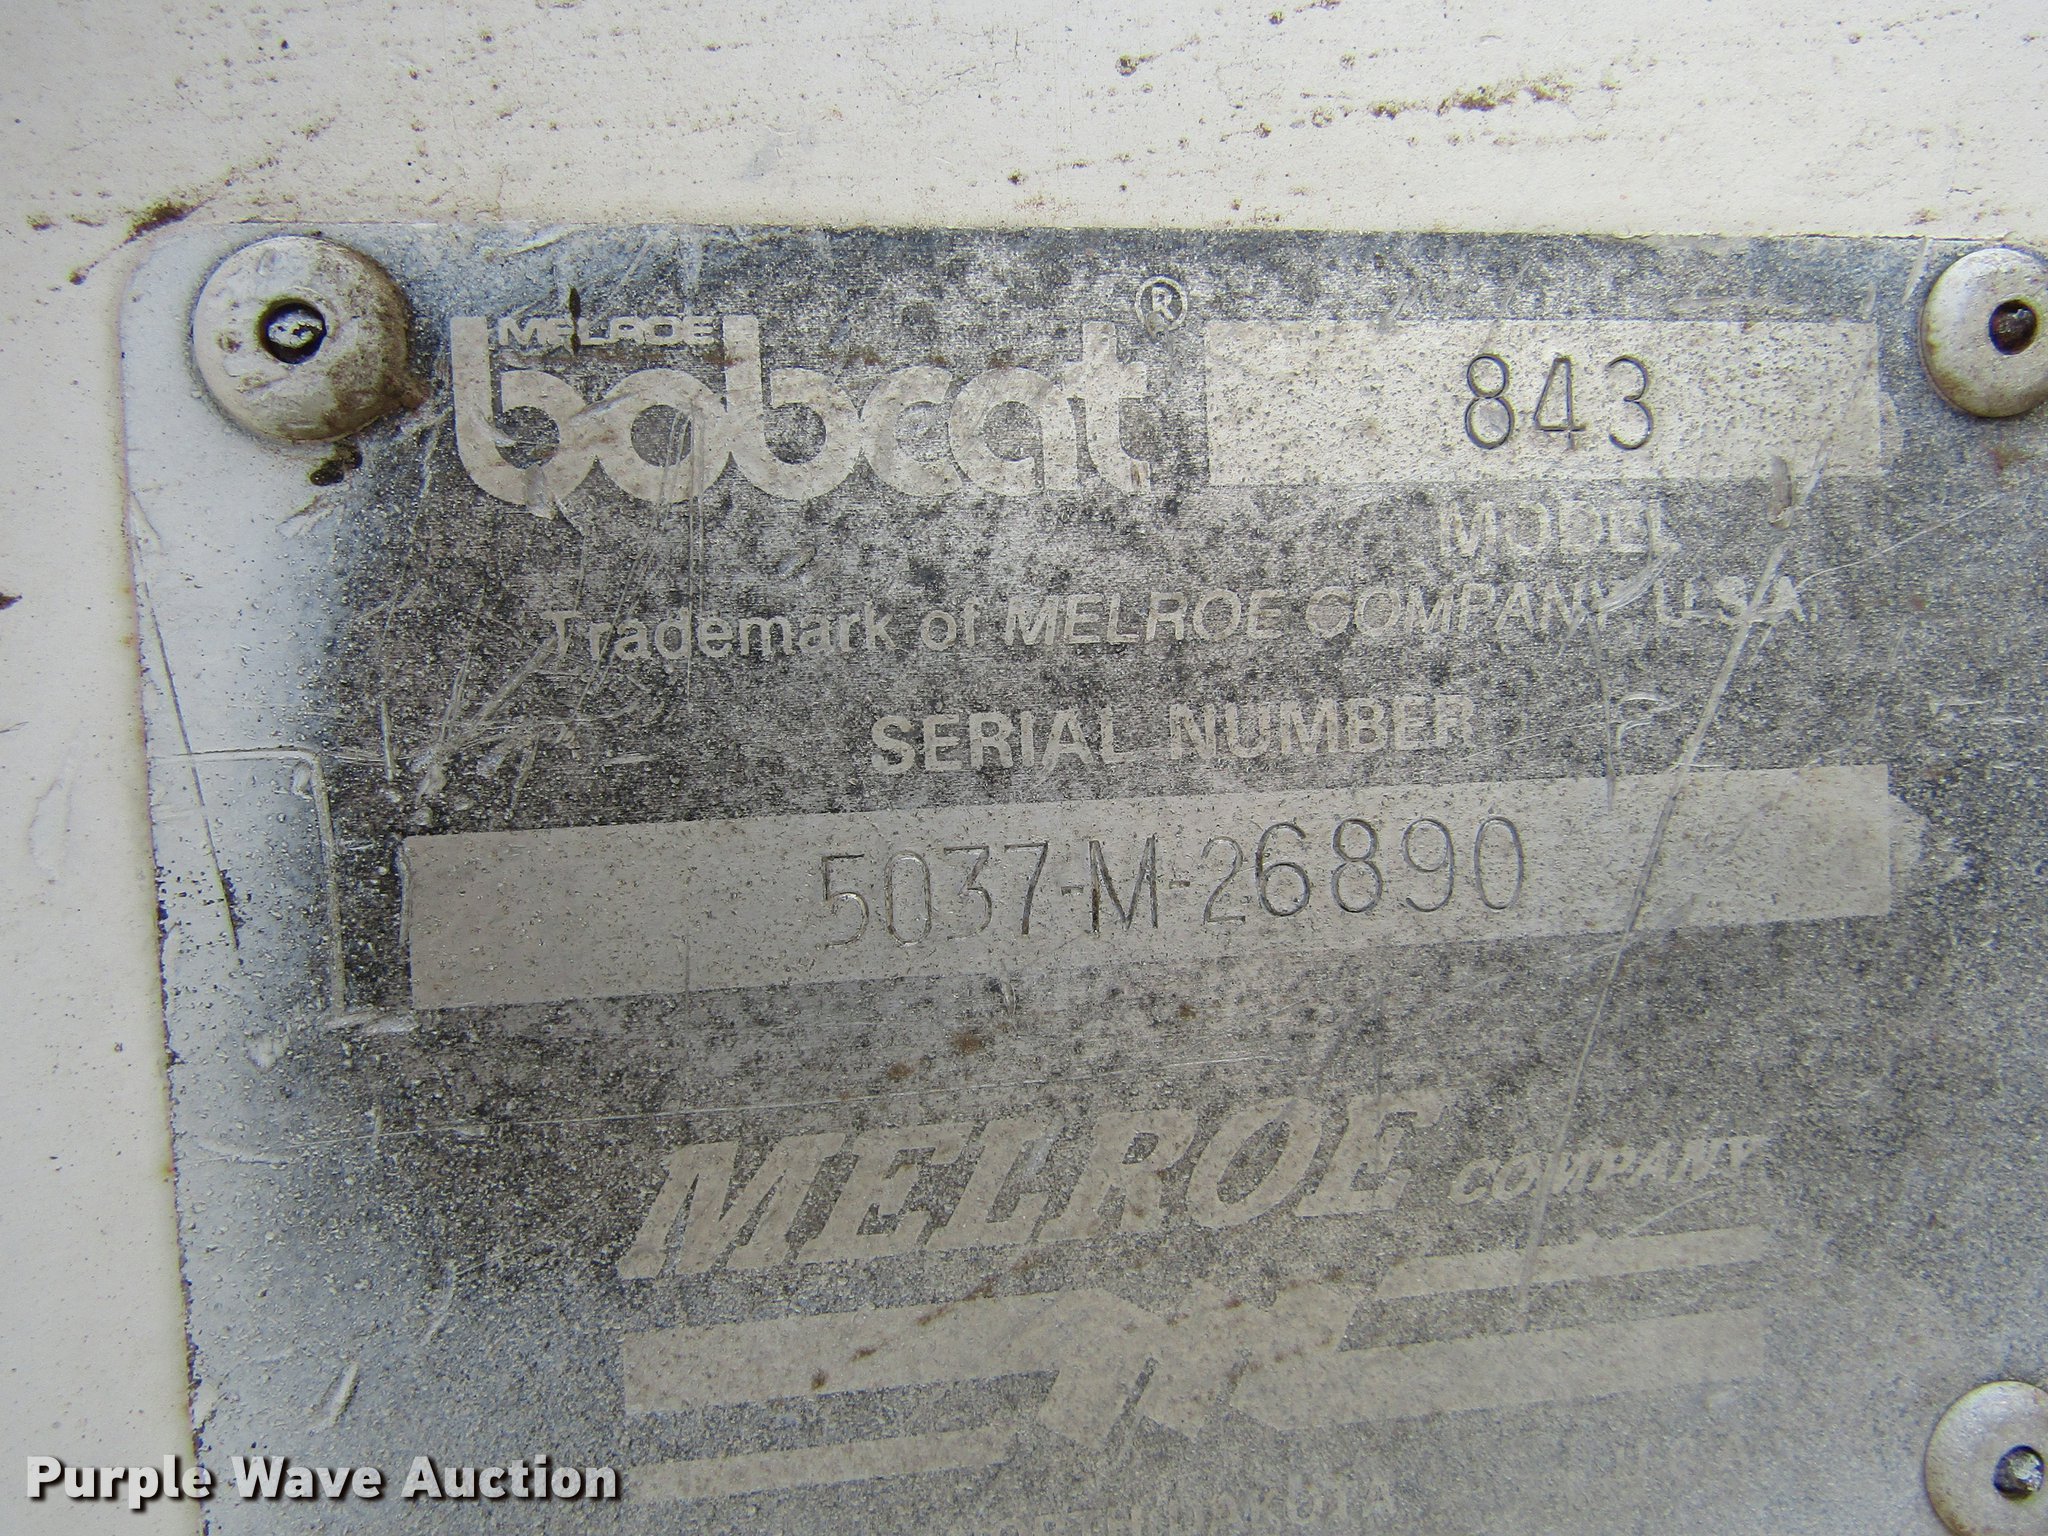 MELROE
bobcat® 843
MODEL
Trademark of MELROE COMPANY U.S.A.
SERIAL NUMBER
5037-M-26890
MELROE COMPANY
Purple Wave Auction